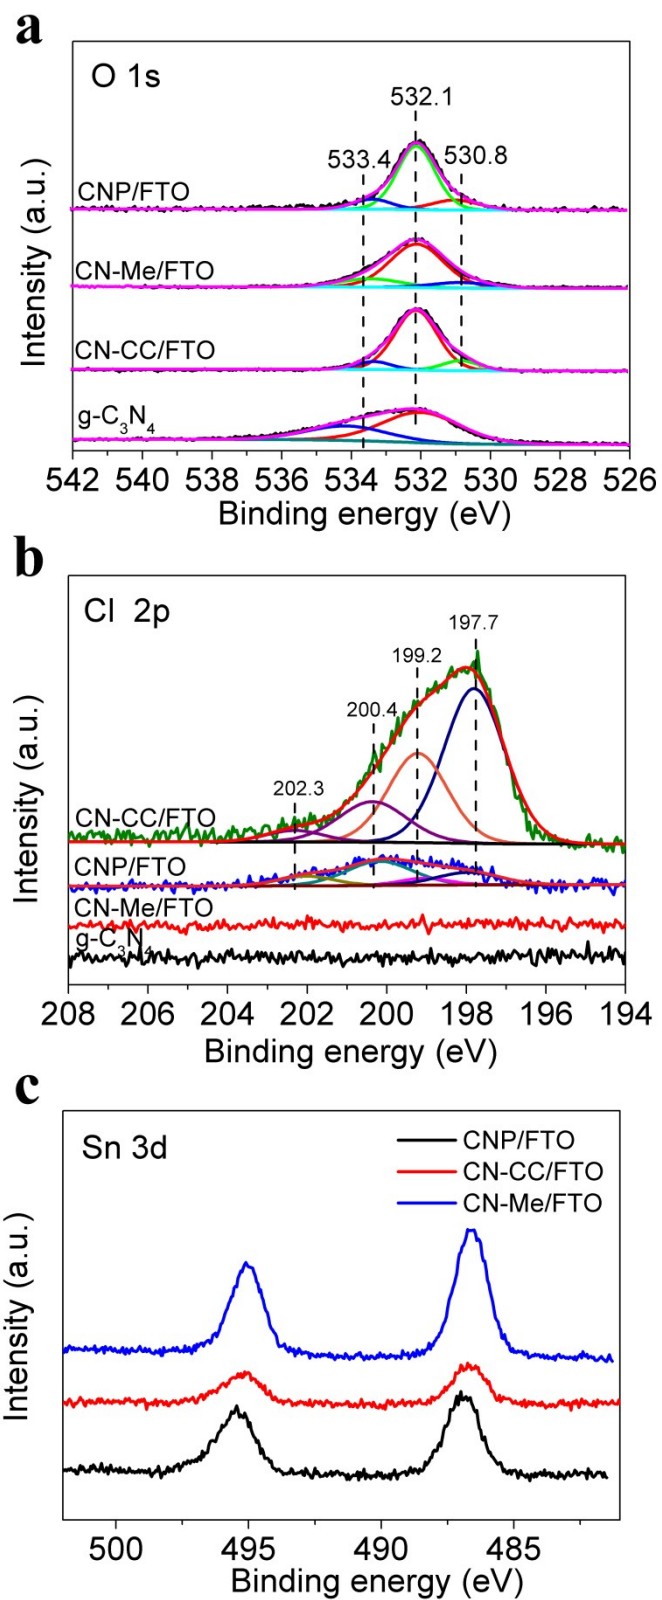 a
O 1s
532.1
533.4
530.8
CNP/FTO
CN-Me/FTO
CN-CC/FTO
g-C3N4
Intensity (a.u.)
542 540 538 536 534 532 530 528 526
Binding energy (eV)
b
Cl 2p
197.7
199.2
200.4
202.3
CN-CC/FTO
CNP/FTO
CN-Me/FTO
g-C3N4
Intensity (a.u.)
208 206 204 202 200 198 196 194
Binding energy (eV)
c
Sn 3d
CNP/FTO
CN-CC/FTO
CN-Me/FTO
Intensity (a.u.)
500 495 490 485
Binding energy (eV)